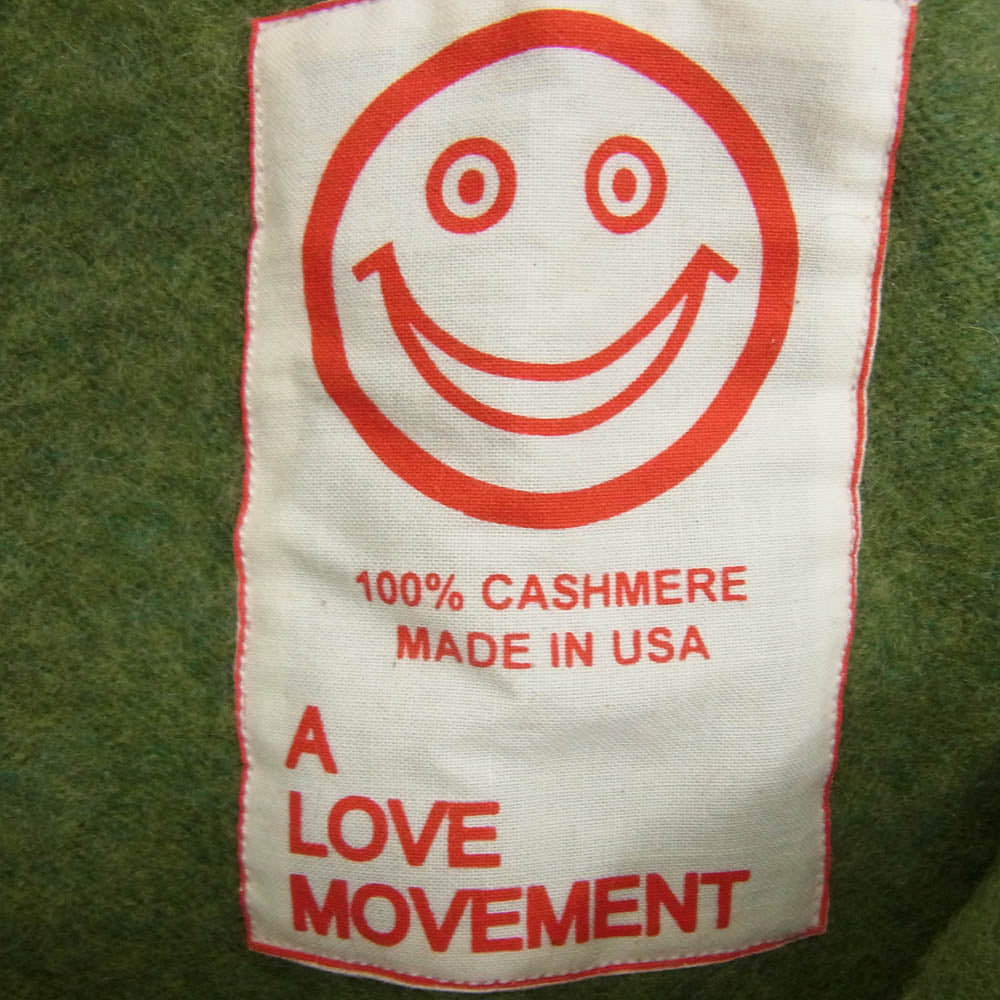 100% CASHMERE
MADE IN USA
A
LOVE
MOVEMENT